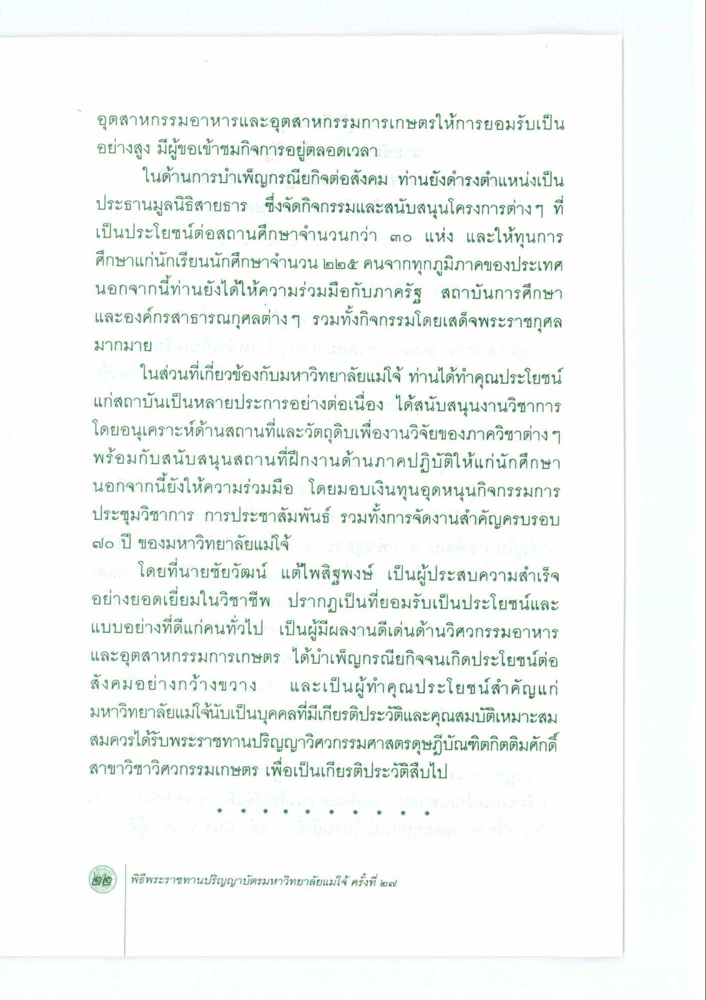 อุตสาหกรรมอาหารและอุตสาหกรรมการเกษตรให้การยอมรับเป็น
อย่างสูง มีผู้ขอเข้าชมกิจการอยู่ตลอดเวลา
ในด้านการบำเพ็ญกรณียกิจต่อสังคม ท่านยังดำรงตำแหน่งเป็น
ประธานมูลนิธิสายธาร ซึ่งจัดกิจกรรมและสนับสนุนโครงการต่างๆ ที่
เป็นประโยชน์ต่อสถานศึกษาจำนวนกว่า ๓๐ แห่ง และให้ทุนการ
ศึกษาแก่นักเรียนนักศึกษาจำนวน ๒๒๕ คนจากทุกภูมิภาคของประเทศ
นอกจากนี้ท่านยังได้ให้ความร่วมมือกับภาครัฐ สถาบันการศึกษา
และองค์กรสาธารณกุศลต่างๆ รวมทั้งกิจกรรมโดยเสด็จพระราชกุศล
มากมาย
ในส่วนที่เกี่ยวข้องกับมหาวิทยาลัยแม่โจ้ ท่านได้ทำคุณประโยชน์
แก่สถาบันเป็นหลายประการอย่างต่อเนื่อง ได้สนับสนุนงานวิชาการ
โดยอนุเคราะห์ด้านสถานที่และวัตถุดิบเพื่องานวิจัยของภาควิชาต่างๆ
พร้อมกับสนับสนุนสถานที่ฝึกงานด้านภาคปฏิบัติให้แก่นักศึกษา
นอกจากนี้ยังให้ความร่วมมือ โดยมอบเงินทุนอุดหนุนกิจกรรมการ
ประชุมวิชาการ การประชาสัมพันธ์ รวมทั้งการจัดงานสำคัญครบรอบ
๗๐ ปี ของมหาวิทยาลัยแม่โจ้
โดยที่นายชัยวัฒน์ แต้ไพสิฐพงษ์ เป็นผู้ประสบความสำเร็จ
อย่างยอดเยี่ยมในวิชาชีพ ปรากฏเป็นที่ยอมรับเป็นประโยชน์และ
แบบอย่างที่ดีแก่คนทั่วไป เป็นผู้มีผลงานดีเด่นด้านวิศวกรรมอาหาร
และอุตสาหกรรมการเกษตร ได้บำเพ็ญกรณียกิจจนเกิดประโยชน์ต่อ
สังคมอย่างกว้างขวาง และเป็นผู้ทำคุณประโยชน์สำคัญแก่
มหาวิทยาลัยแม่โจ้นับเป็นบุคคลที่มีเกียรติประวัติและคุณสมบัติเหมาะสม
สมควรได้รับพระราชทานปริญญาวิศวกรรมศาสตรดุษฎีบัณฑิตกิตติมศักดิ์
สาขาวิชาวิศวกรรมเกษตร เพื่อเป็นเกียรติประวัติสืบไป
* * * * * * * * * *
๒๒ พิธีพระราชทานปริญญาบัตรมหาวิทยาลัยแม่โจ้ ครั้งที่ ๒๗